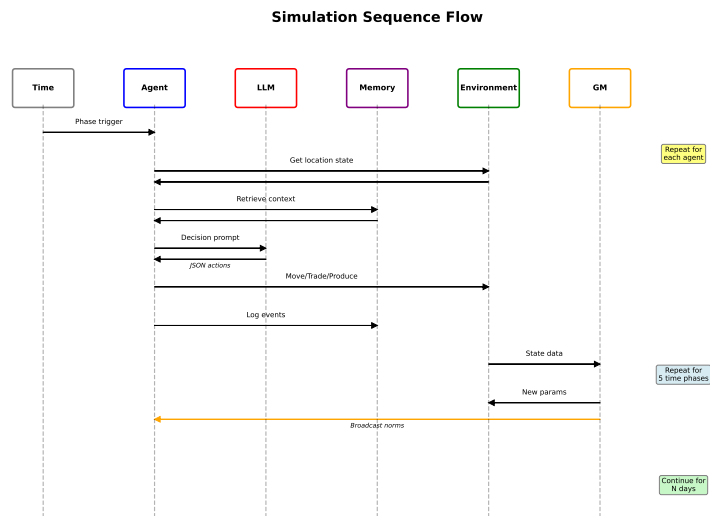 Simulation Sequence Flow
Time
Agent
LLM
Memory
Environment
GM
Phase trigger
Repeat for
each agent
Get location state
Retrieve context
Decision prompt
JSON actions
Move/Trade/Produce
Log events
State data
Repeat for
5 time phases
New params
Broadcast norms
Continue for
N days